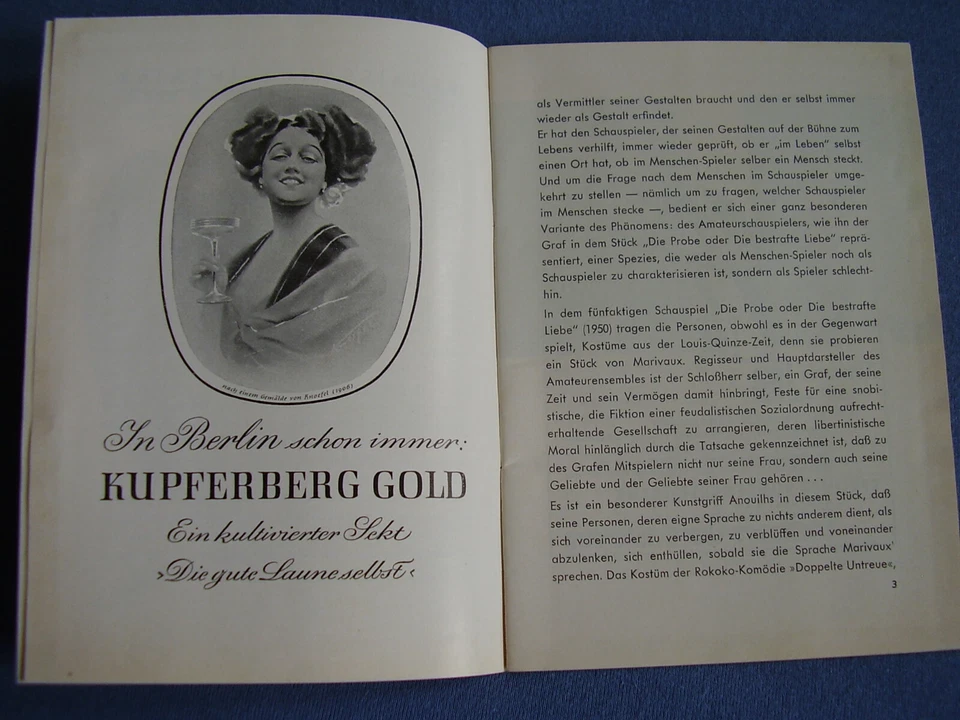 nach einem Gemälde von Knoefel (1906)
In Berlin schon immer:
KUPFERBERG GOLD
Ein kultivierter Sekt
›Die gute Laune selbst‹
als Vermittler seiner Gestalten braucht und den er selbst immer
wieder als Gestalt erfindet.
Er hat den Schauspieler, der seinen Gestalten auf der Bühne zum
Lebens verhilft, immer wieder geprüft, ob er „im Leben" selbst
einen Ort hat, ob im Menschen-Spieler selber ein Mensch steckt.
Und um die Frage nach dem Menschen im Schauspieler umge-
kehrt zu stellen — nämlich um zu fragen, welcher Schauspieler
im Menschen stecke —, bedient er sich einer ganz besonderen
Variante des Phänomens: des Amateurschauspielers, wie ihn der
Graf in dem Stück „Die Probe oder Die bestrafte Liebe" reprä-
sentiert, einer Spezies, die weder als Menschen-Spieler noch als
Schauspieler zu charakterisieren ist, sondern als Spieler schlecht-
hin.
In dem fünfaktigen Schauspiel „Die Probe oder Die bestrafte
Liebe" (1950) tragen die Personen, obwohl es in der Gegenwart
spielt, Kostüme aus der Louis-Quinze-Zeit, denn sie probieren
ein Stück von Marivaux. Regisseur und Hauptdarsteller des
Amateurensembles ist der Schloßherr selber, ein Graf, der seine
Zeit und sein Vermögen damit hinbringt, Feste für eine snobi-
stische, die Fiktion einer feudalistischen Sozialordnung aufrecht-
erhaltende Gesellschaft zu arrangieren, deren libertinistische
Moral hinlänglich durch die Tatsache gekennzeichnet ist, daß zu
des Grafen Mitspielern nicht nur seine Frau, sondern auch seine
Geliebte und der Geliebte seiner Frau gehören . . .
Es ist ein besonderer Kunstgriff Anouilhs in diesem Stück, daß
seine Personen, deren eigne Sprache zu nichts anderem dient, als
sich voreinander zu verbergen, zu verblüffen und voneinander
abzulenken, sich enthüllen, sobald sie die Sprache Marivaux'
sprechen. Das Kostüm der Rokoko-Komödie »Doppelte Untreue«,
3